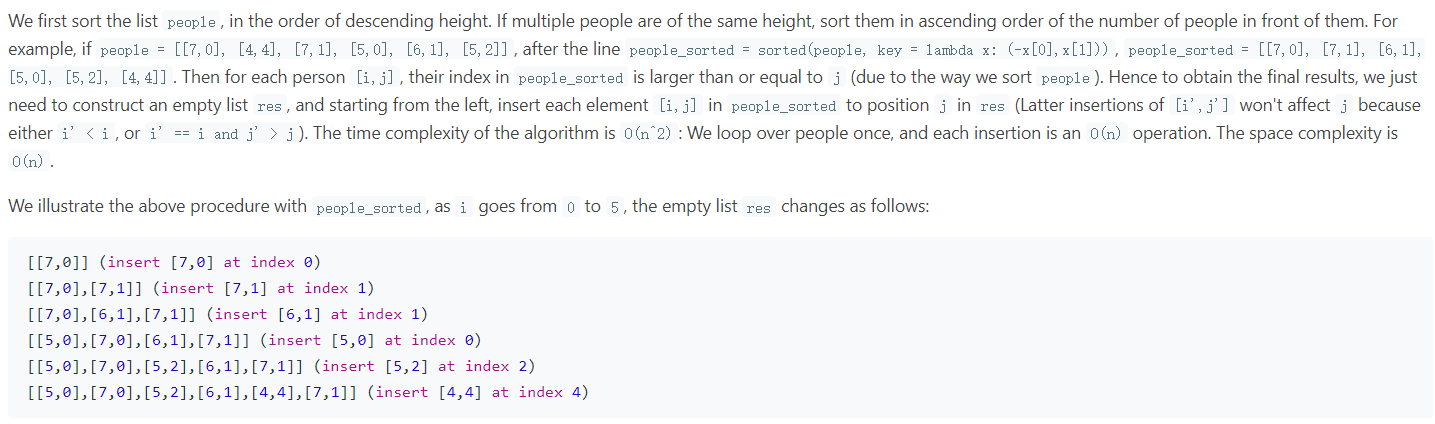 We first sort the list people, in the order of descending height. If multiple people are of the same height, sort them in ascending order of the number of people in front of them. For
example, if people = [[7,0], [4,4], [7,1], [5,0], [6,1], [5,2]], after the line people_sorted = sorted(people, key = lambda x: (-x[0],x[1])), people_sorted = [[7,0], [7,1], [6,1],
[5,0], [5,2], [4,4]]. Then for each person [i,j], their index in people_sorted is larger than or equal to j (due to the way we sort people). Hence to obtain the final results, we just
need to construct an empty list res, and starting from the left, insert each element [i,j] in people_sorted to position j in res (Latter insertions of [i’,j’] won't affect j because
either i’ < i, or i’ == i and j’ > j). The time complexity of the algorithm is O(n^2) : We loop over people once, and each insertion is an O(n) operation. The space complexity is
O(n).
We illustrate the above procedure with people_sorted, as i goes from 0 to 5, the empty list res changes as follows:
[[7,0]] (insert [7,0] at index 0)
[[7,0],[7,1]] (insert [7,1] at index 1)
[[7,0],[6,1],[7,1]] (insert [6,1] at index 1)
[[5,0],[7,0],[6,1],[7,1]] (insert [5,0] at index 0)
[[5,0],[7,0],[5,2],[6,1],[7,1]] (insert [5,2] at index 2)
[[5,0],[7,0],[5,2],[6,1],[4,4],[7,1]] (insert [4,4] at index 4)